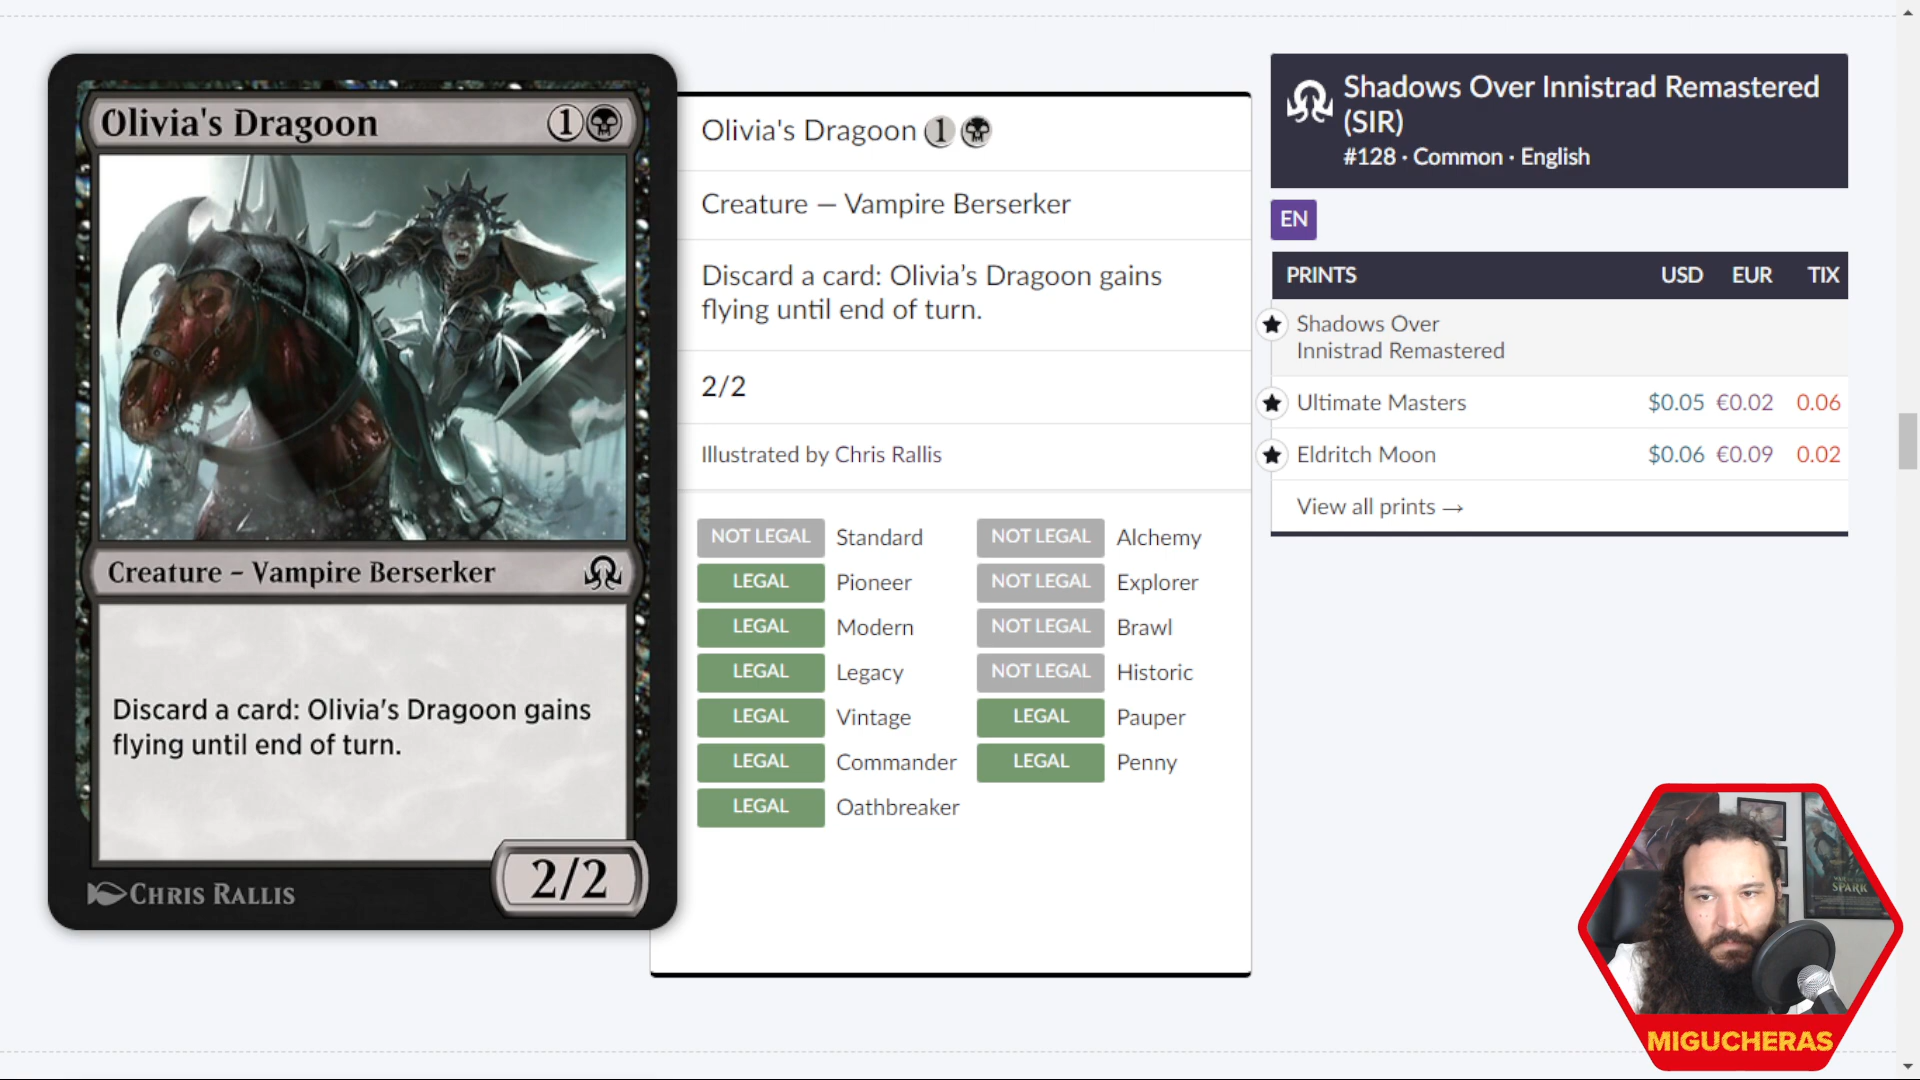 Olivia's Dragoon 1
Creature – Vampire Berserker
Discard a card: Olivia's Dragoon gains
flying until end of turn.
CHRIS RALLIS
2/2
Olivia's Dragoon 1
Creature — Vampire Berserker
Discard a card: Olivia’s Dragoon gains
flying until end of turn.
2/2
Illustrated by Chris Rallis
NOT LEGAL Standard NOT LEGAL Alchemy
LEGAL Pioneer NOT LEGAL Explorer
LEGAL Modern NOT LEGAL Brawl
LEGAL Legacy NOT LEGAL Historic
LEGAL Vintage LEGAL Pauper
LEGAL Commander LEGAL Penny
LEGAL Oathbreaker
Shadows Over Innistrad Remastered
(SIR)
#128 · Common · English
EN
PRINTS USD EUR TIX
Shadows Over
Innistrad Remastered
Ultimate Masters $0.05 €0.02 0.06
Eldritch Moon $0.06 €0.09 0.02
View all prints →
SPARK
MIGUCHERAS